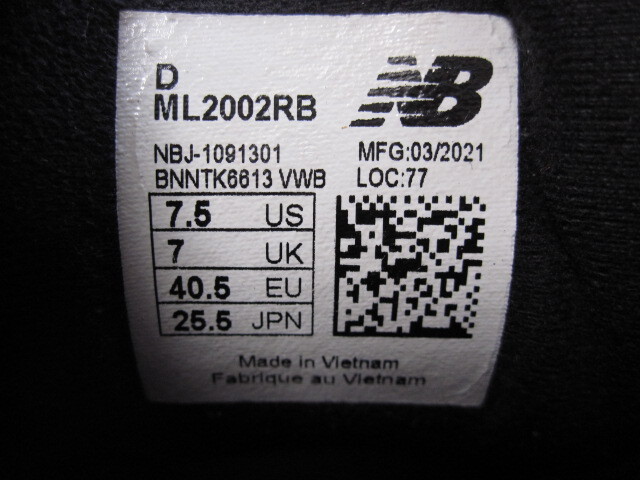 D
ML2002RB
NB
NBJ-1091301 MFG:03/2021
BNNTK6613 VWB LOC:77
7.5 US
7 UK
40.5 EU
25.5 JPN
Made in Vietnam
Fabrique au Vietnam